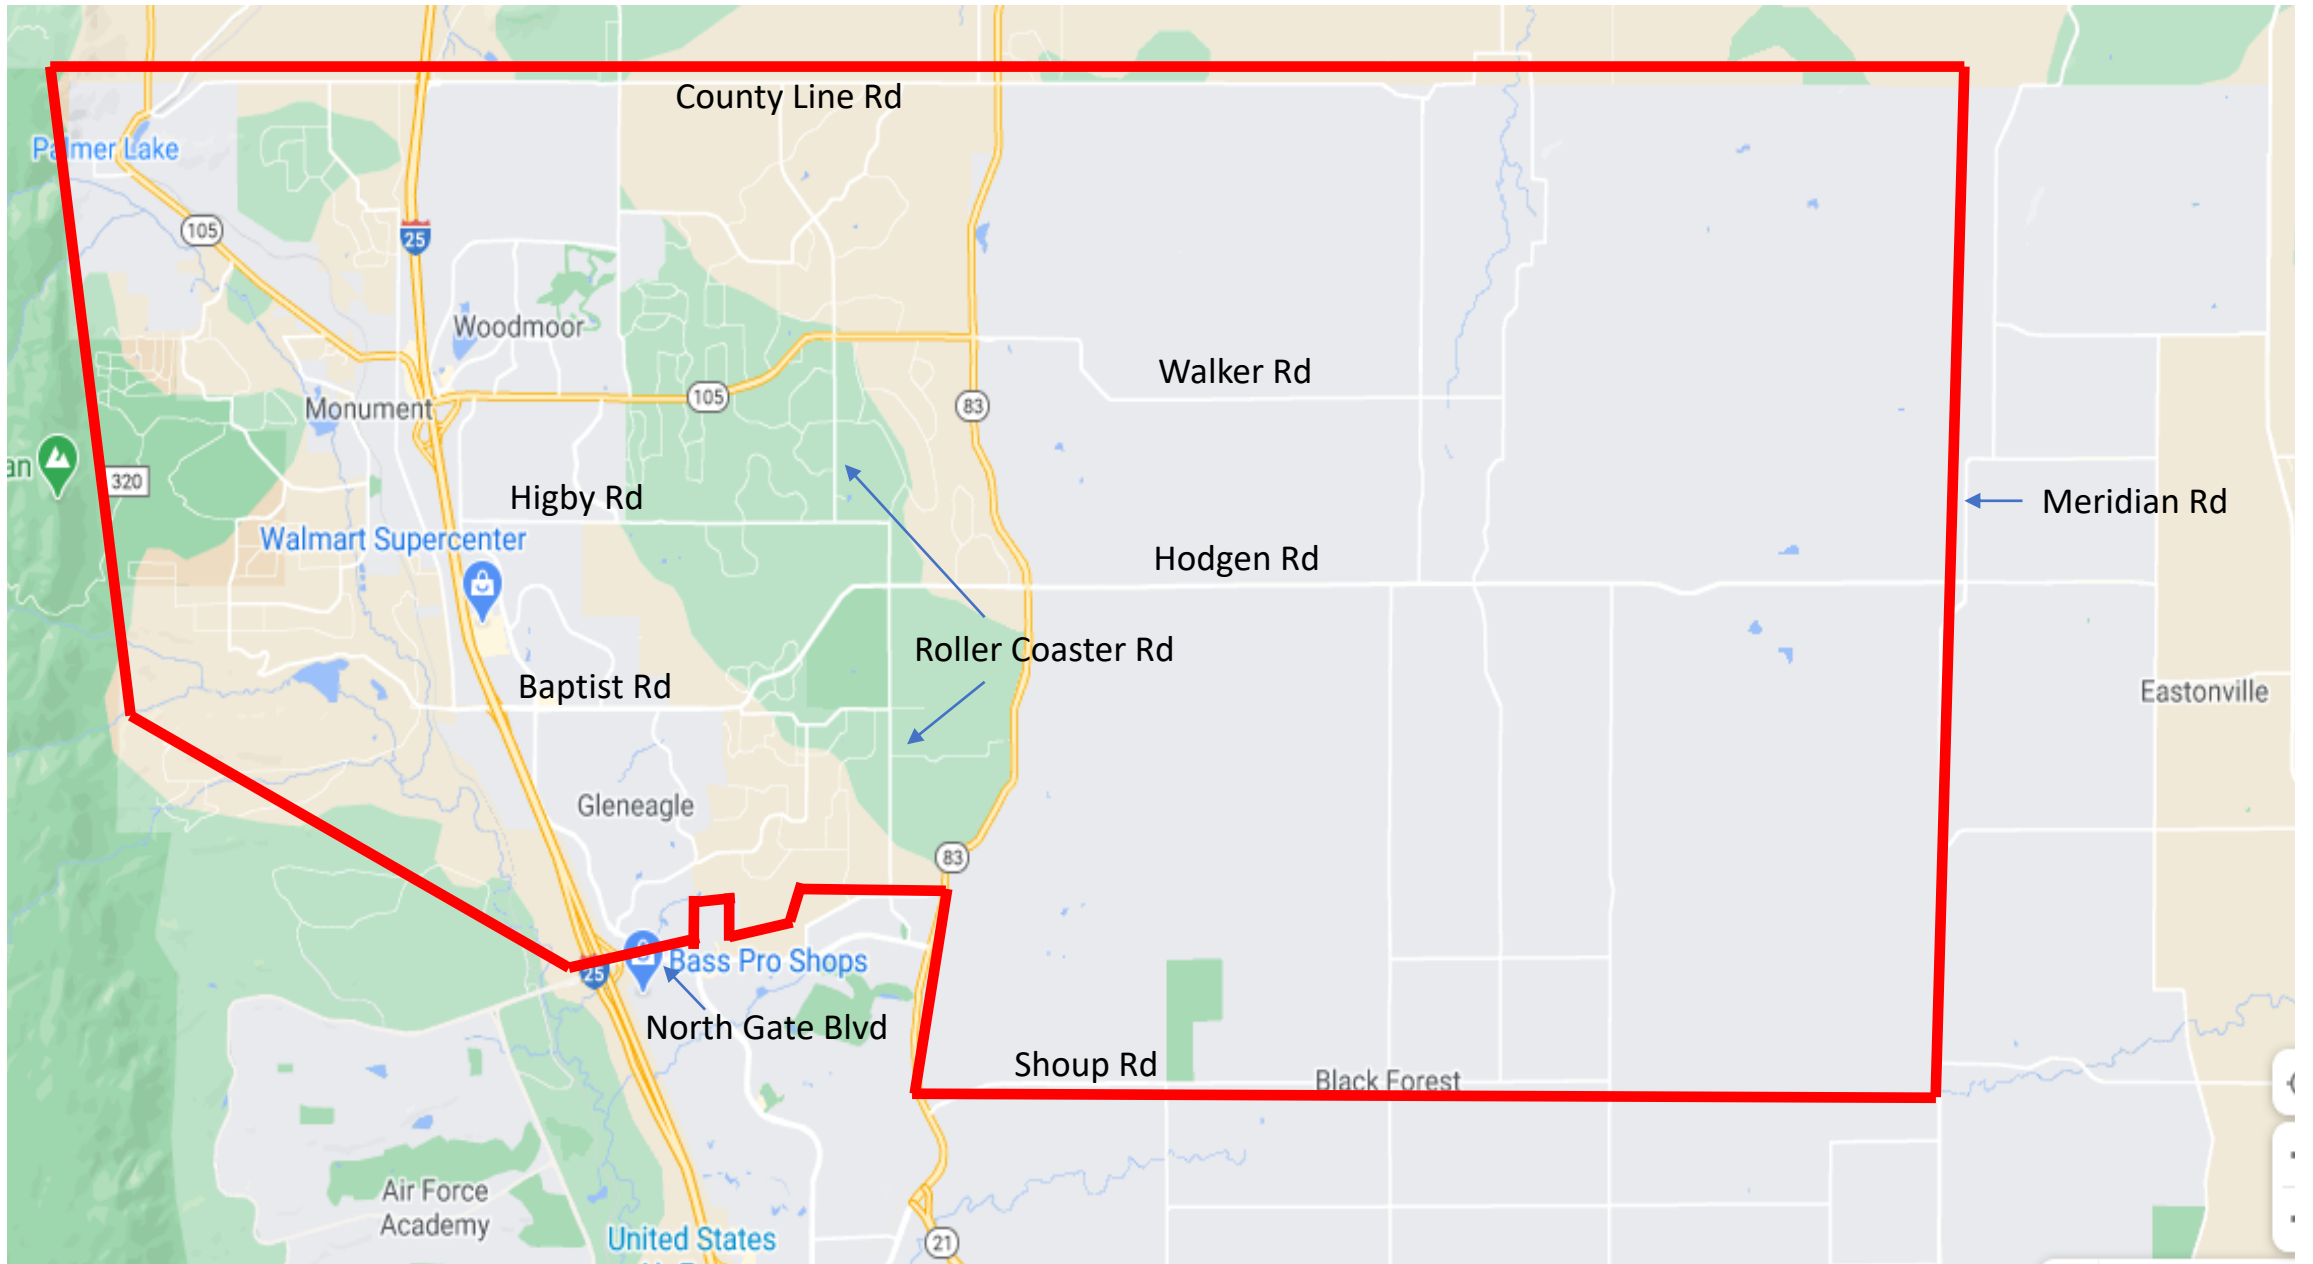 County Line Rd
Palmer Lake
105
25
Woodmoor
Walker Rd
105
83
Monument
an
320
Higby Rd
Meridian Rd
Walmart Supercenter
Hodgen Rd
Roller Coaster Rd
Baptist Rd
Eastonville
Gleneagle
83
25
Bass Pro Shops
North Gate Blvd
Shoup Rd
Black Forest
Air Force
Academy
United States
21